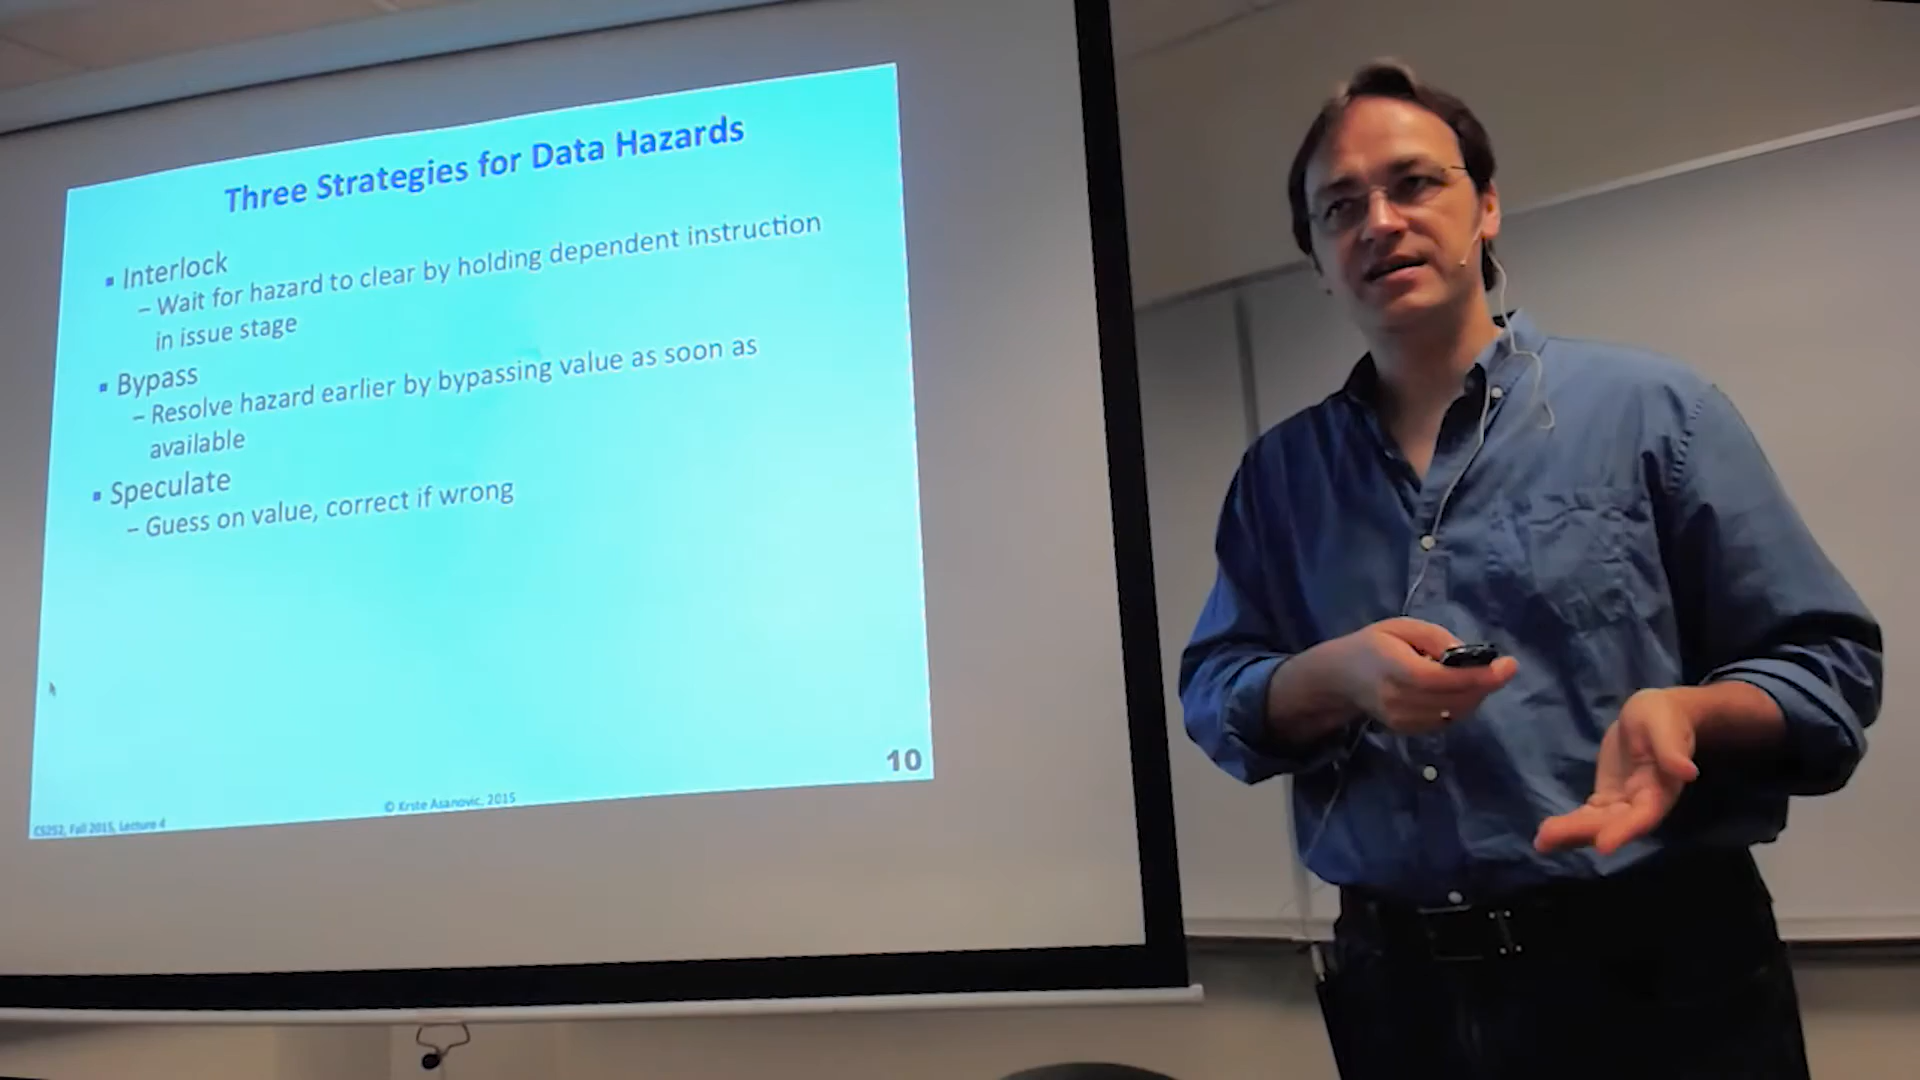 Three Strategies for Data Hazards
▪ Interlock
– Wait for hazard to clear by holding dependent instruction
in issue stage
▪ Bypass
– Resolve hazard earlier by bypassing value as soon as
available
▪ Speculate
– Guess on value, correct if wrong
10
© Krste Asanovic, 2015
CS252, Fall 2015, Lecture 4